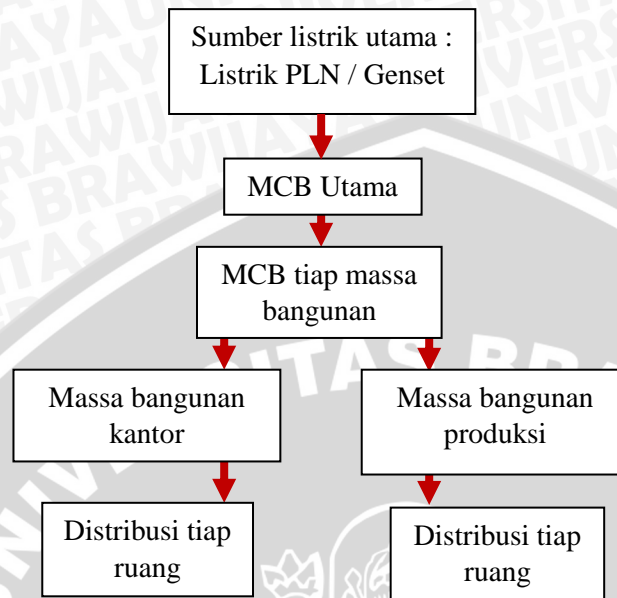 Sumber listrik utama :
Listrik PLN / Genset
MCB Utama
MCB tiap massa
bangunan
Massa bangunan
kantor
Massa bangunan
produksi
Distribusi tiap
ruang
Distribusi tiap
ruang